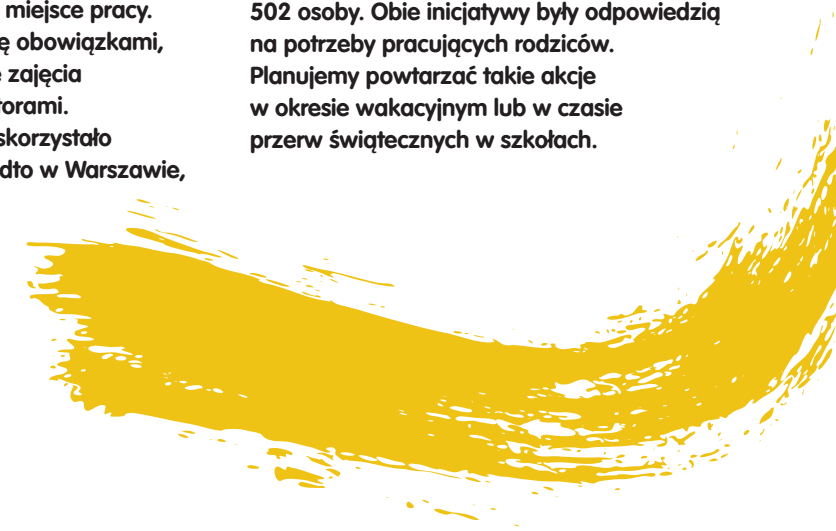 miejsce pracy.
ę obowiązkami,
zajęcia
torami.
skorzystało
dto w Warszawie,
502 osoby. Obie inicjatywy były odpowiedzią
na potrzeby pracujących rodziców.
Planujemy powtarzać takie akcje
w okresie wakacyjnym lub w czasie
przerw świątecznych w szkołach.